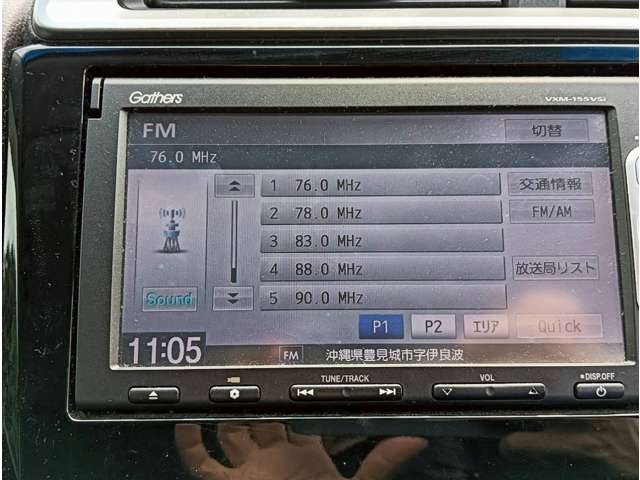 Gathers VXM-155VSi
FM 切替
76.0 MHz
1 76.0 MHz 交通情報
2 78.0 MHz FM/AM
3 83.0 MHz
4 88.0 MHz 放送局リスト
Sound 5 90.0 MHz
P1 P2 エリア Quick
11:05 FM 沖縄県豊見城市字伊良波
TUNE/TRACK VOL DISP.OFF